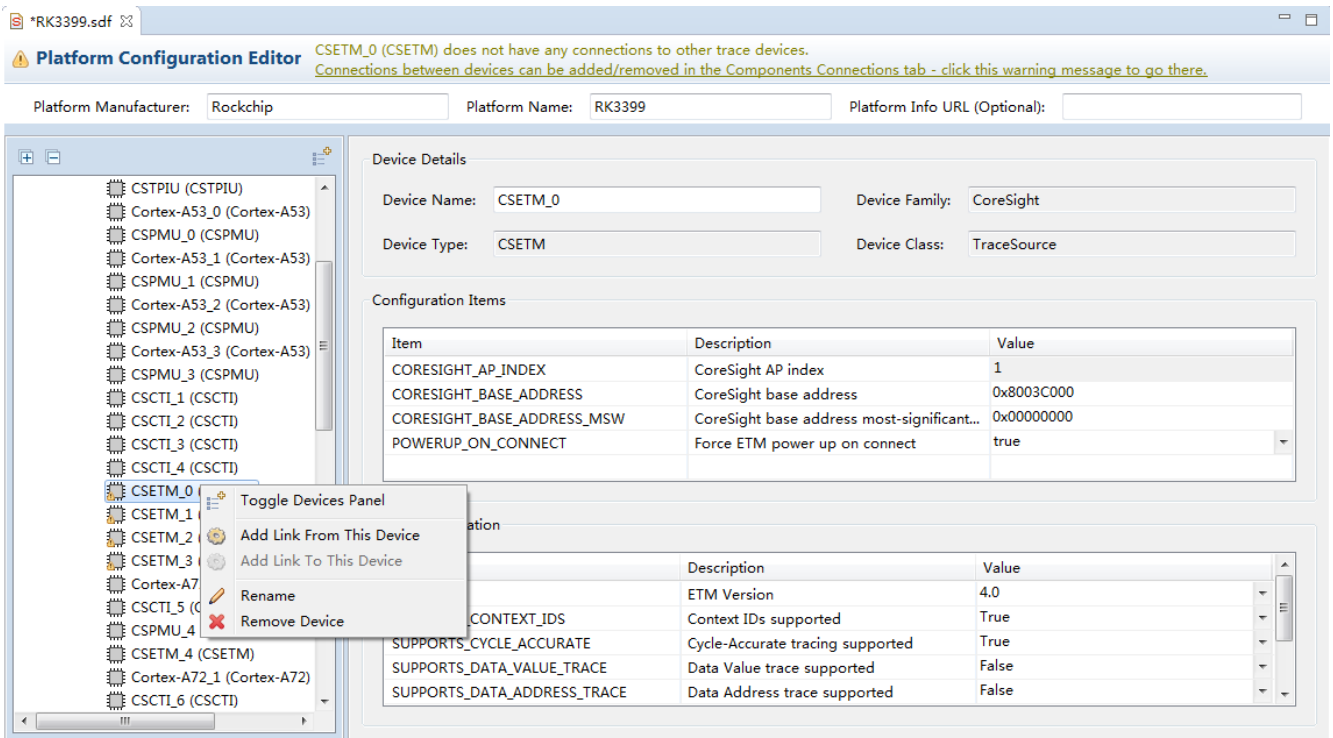 *RK3399.sdf
Platform Configuration Editor
CSETM_0 (CSETM) does not have any connections to other trace devices.
Connections between devices can be added/removed in the Components Connections tab - click this warning message to go there.
Platform Manufacturer: Rockchip Platform Name: RK3399 Platform Info URL (Optional):
CSTPIU (CSTPIU)
Cortex-A53_0 (Cortex-A53)
CSPMU_0 (CSPMU)
Cortex-A53_1 (Cortex-A53)
CSPMU_1 (CSPMU)
Cortex-A53_2 (Cortex-A53)
CSPMU_2 (CSPMU)
Cortex-A53_3 (Cortex-A53)
CSPMU_3 (CSPMU)
CSCTI_1 (CSCTI)
CSCTI_2 (CSCTI)
CSCTI_3 (CSCTI)
CSCTI_4 (CSCTI)
CSETM_0 (
CSETM_1 (
CSETM_2 (
CSETM_3 (
Cortex-A7
CSCTI_5 (C
CSPMU_4
CSETM_4 (CSETM)
Cortex-A72_1 (Cortex-A72)
CSCTI_6 (CSCTI)
Toggle Devices Panel
Add Link From This Device
Add Link To This Device
Rename
Remove Device
Device Details
Device Name: CSETM_0 Device Family: CoreSight
Device Type: CSETM Device Class: TraceSource
Configuration Items
Item Description Value
CORESIGHT_AP_INDEX CoreSight AP index 1
CORESIGHT_BASE_ADDRESS CoreSight base address 0x8003C000
CORESIGHT_BASE_ADDRESS_MSW CoreSight base address most-significant... 0x00000000
POWERUP_ON_CONNECT Force ETM power up on connect true
ation
Description Value
ETM Version 4.0
CONTEXT_IDS Context IDs supported True
SUPPORTS_CYCLE_ACCURATE Cycle-Accurate tracing supported True
SUPPORTS_DATA_VALUE_TRACE Data Value trace supported False
SUPPORTS_DATA_ADDRESS_TRACE Data Address trace supported False